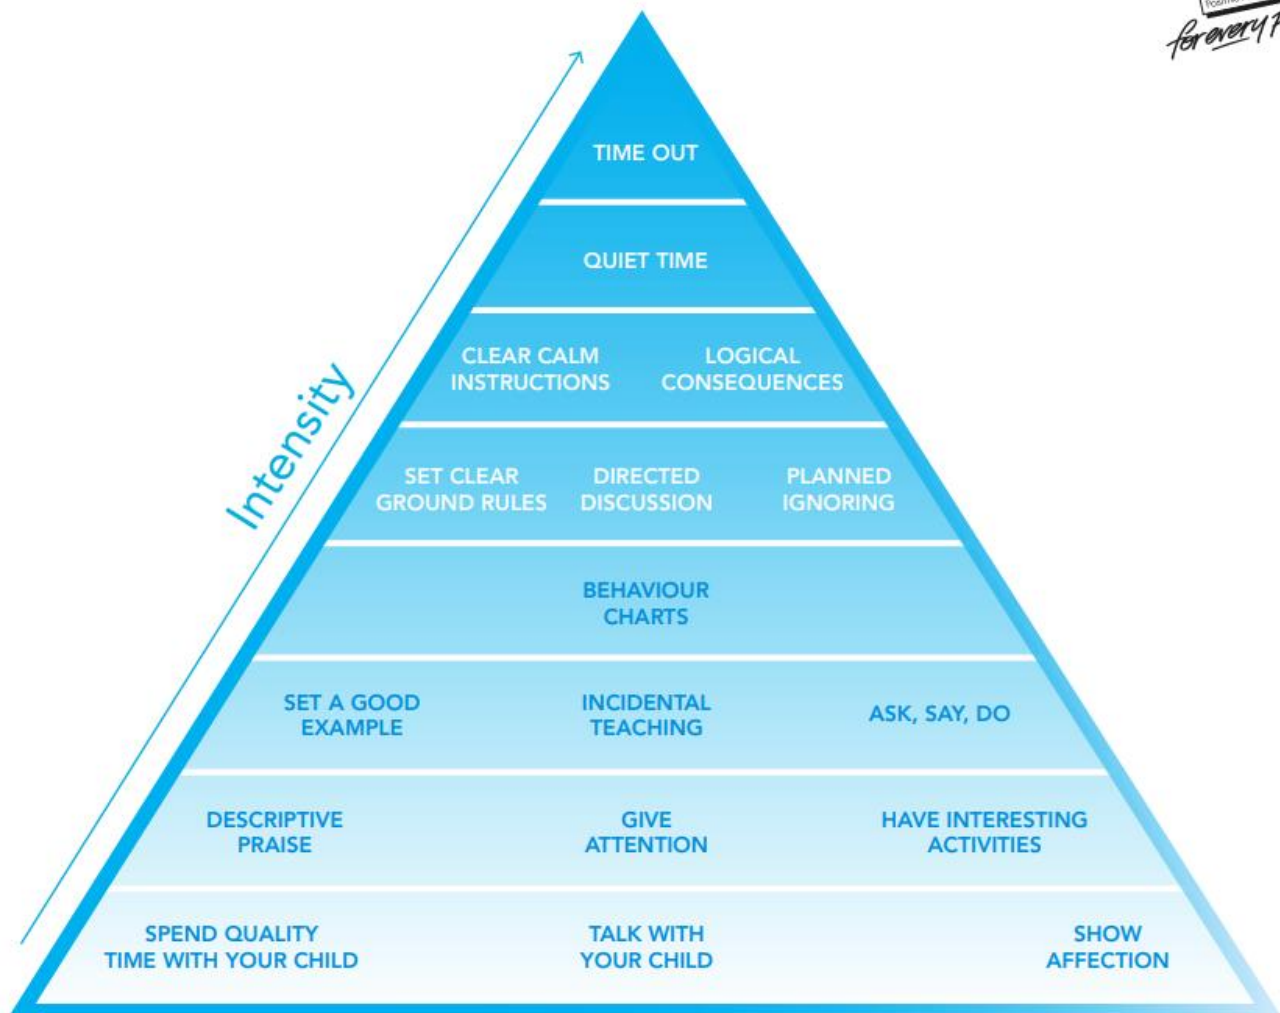 for every
TIME OUT
QUIET TIME
CLEAR CALM
INSTRUCTIONS
LOGICAL
CONSEQUENCES
Intensity
SET CLEAR
GROUND RULES
DIRECTED
DISCUSSION
PLANNED
IGNORING
BEHAVIOUR
CHARTS
SET A GOOD
EXAMPLE
INCIDENTAL
TEACHING
ASK, SAY, DO
DESCRIPTIVE
PRAISE
GIVE
ATTENTION
HAVE INTERESTING
ACTIVITIES
SPEND QUALITY
TIME WITH YOUR CHILD
TALK WITH
YOUR CHILD
SHOW
AFFECTION